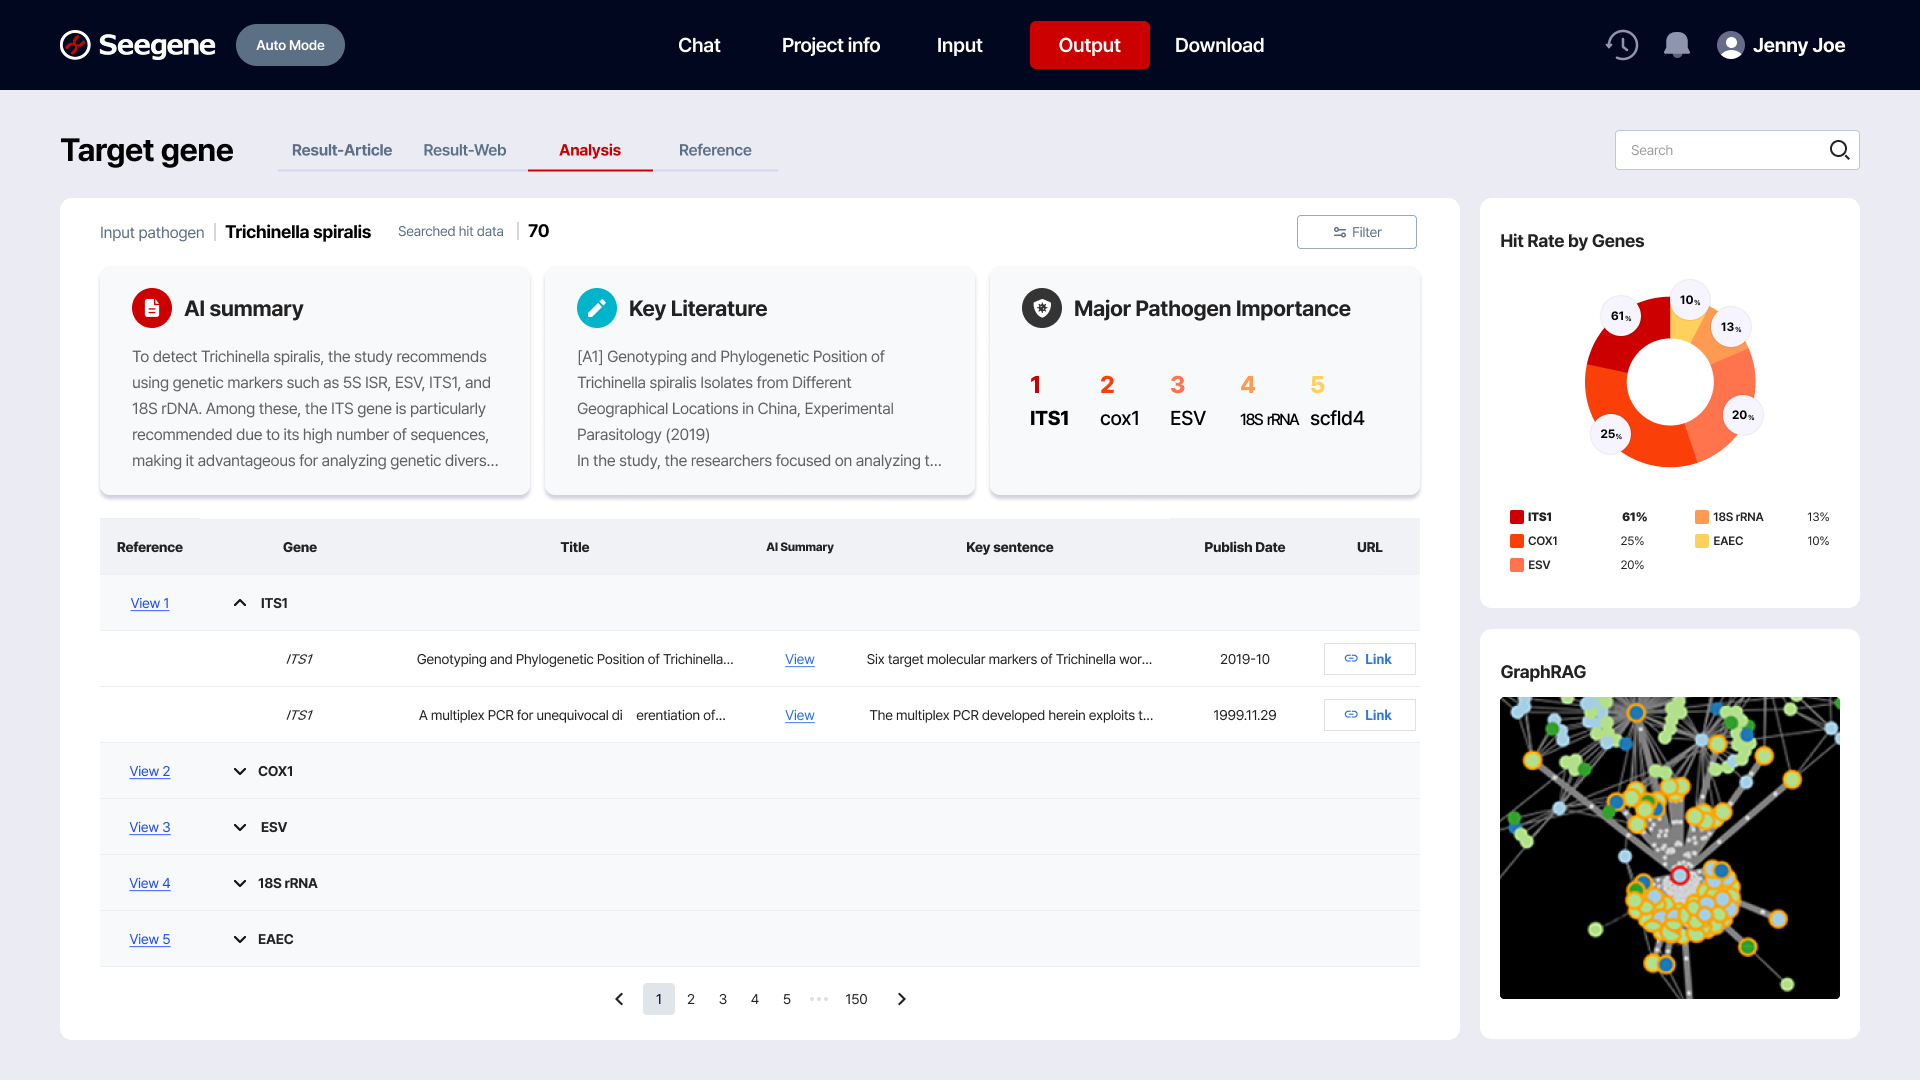 Seegene
Auto Mode
Chat
Project info
Input
Output
Download
Jenny Joe
Target gene
Result-Article
Result-Web
Analysis
Reference
Search
Input pathogen
Trichinella spiralis
Searched hit data
70
Filter
AI summary
To detect Trichinella spiralis, the study recommends
using genetic markers such as 5S ISR, ESV, ITS1, and
18S rDNA. Among these, the ITS gene is particularly
recommended due to its high number of sequences,
making it advantageous for analyzing genetic divers...
Key Literature
[A1] Genotyping and Phylogenetic Position of
Trichinella spiralis Isolates from Different
Geographical Locations in China, Experimental
Parasitology (2019)
In the study, the researchers focused on analyzing t...
Major Pathogen Importance
1 2 3 4 5
ITS1 cox1 ESV 18S rRNA scfld4
Reference Gene Title AI Summary Key sentence Publish Date URL
View 1 ITS1
ITS1 Genotyping and Phylogenetic Position of Trichinella... View Six target molecular markers of Trichinella wor... 2019-10 Link
ITS1 A multiplex PCR for unequivocal di erentiation of... View The multiplex PCR developed herein exploits t... 1999.11.29 Link
View 2 COX1
View 3 ESV
View 4 18S rRNA
View 5 EAEC
1 2 3 4 5 ••• 150
Hit Rate by Genes
10%
61%
13%
20%
25%
ITS1 61% 18S rRNA 13%
COX1 25% EAEC 10%
ESV 20%
GraphRAG